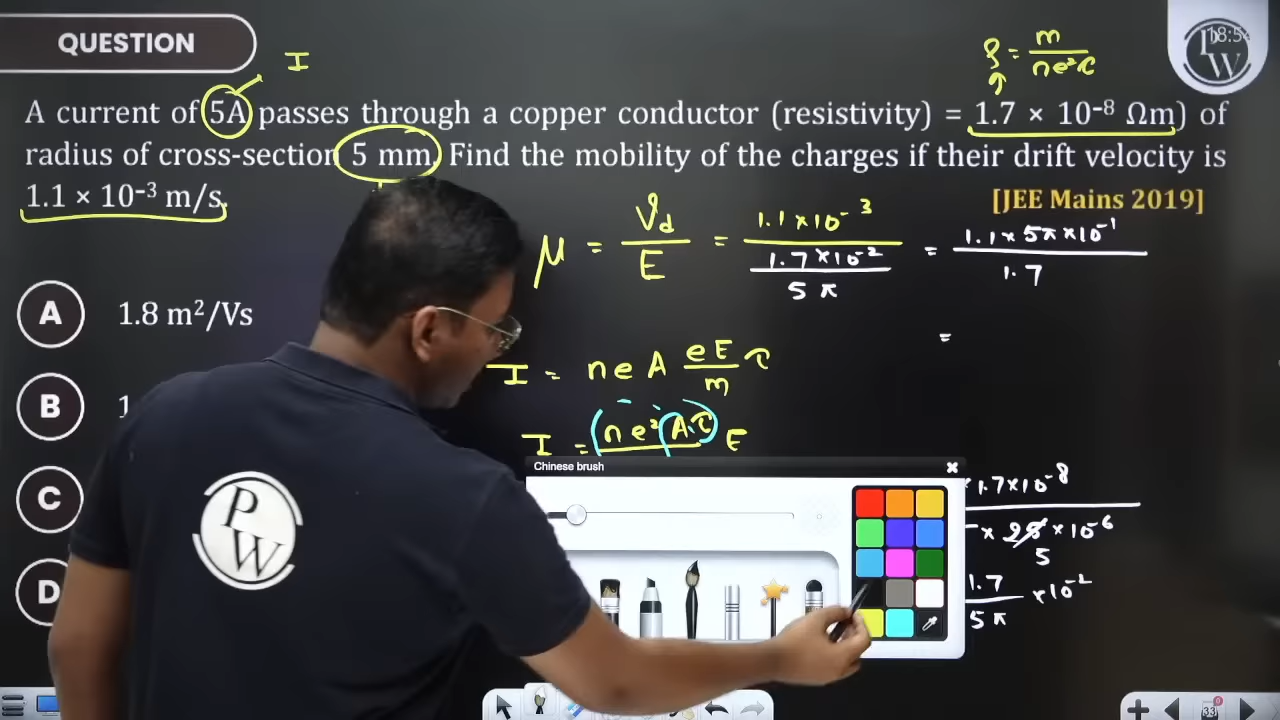 QUESTION
I
ρ = m / ne²τ
18:5
P W
A current of 5A passes through a copper conductor (resistivity) = 1.7 × 10⁻⁸ Ωm) of
radius of cross-section 5 mm. Find the mobility of the charges if their drift velocity is
1.1 × 10⁻³ m/s.
[JEE Mains 2019]
μ = Vd / E = 1.1×10⁻³ / (1.7×10⁻² / 5π) = 1.1×5π×10⁻¹ / 1.7
=
A 1.8 m²/Vs
I = neA eE/m τ
B 1
I = (ne²Aτ) E
Chinese brush
C
1.7×10⁻⁸
× 25 × 10⁻⁶
5
D
1.7 / 5π ×10⁻²
P W
33